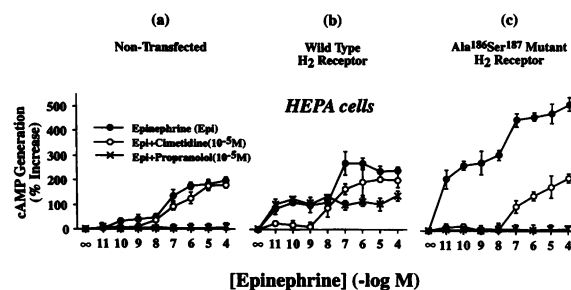 (a)
Non-Transfected
(b)
Wild Type
H2 Receptor
(c)
Ala186Ser187 Mutant
H2 Receptor
HEPA cells
cAMP Generation
(% Increase)
500
400
300
200
100
0
Epinephrine (Epi)
Epi+Cimetidine(10-5M)
Epi+Propranolol(10-5M)
∞ 11 10 9 8 7 6 5 4
∞ 11 10 9 8 7 6 5 4
∞ 11 10 9 8 7 6 5 4
[Epinephrine] (-log M)